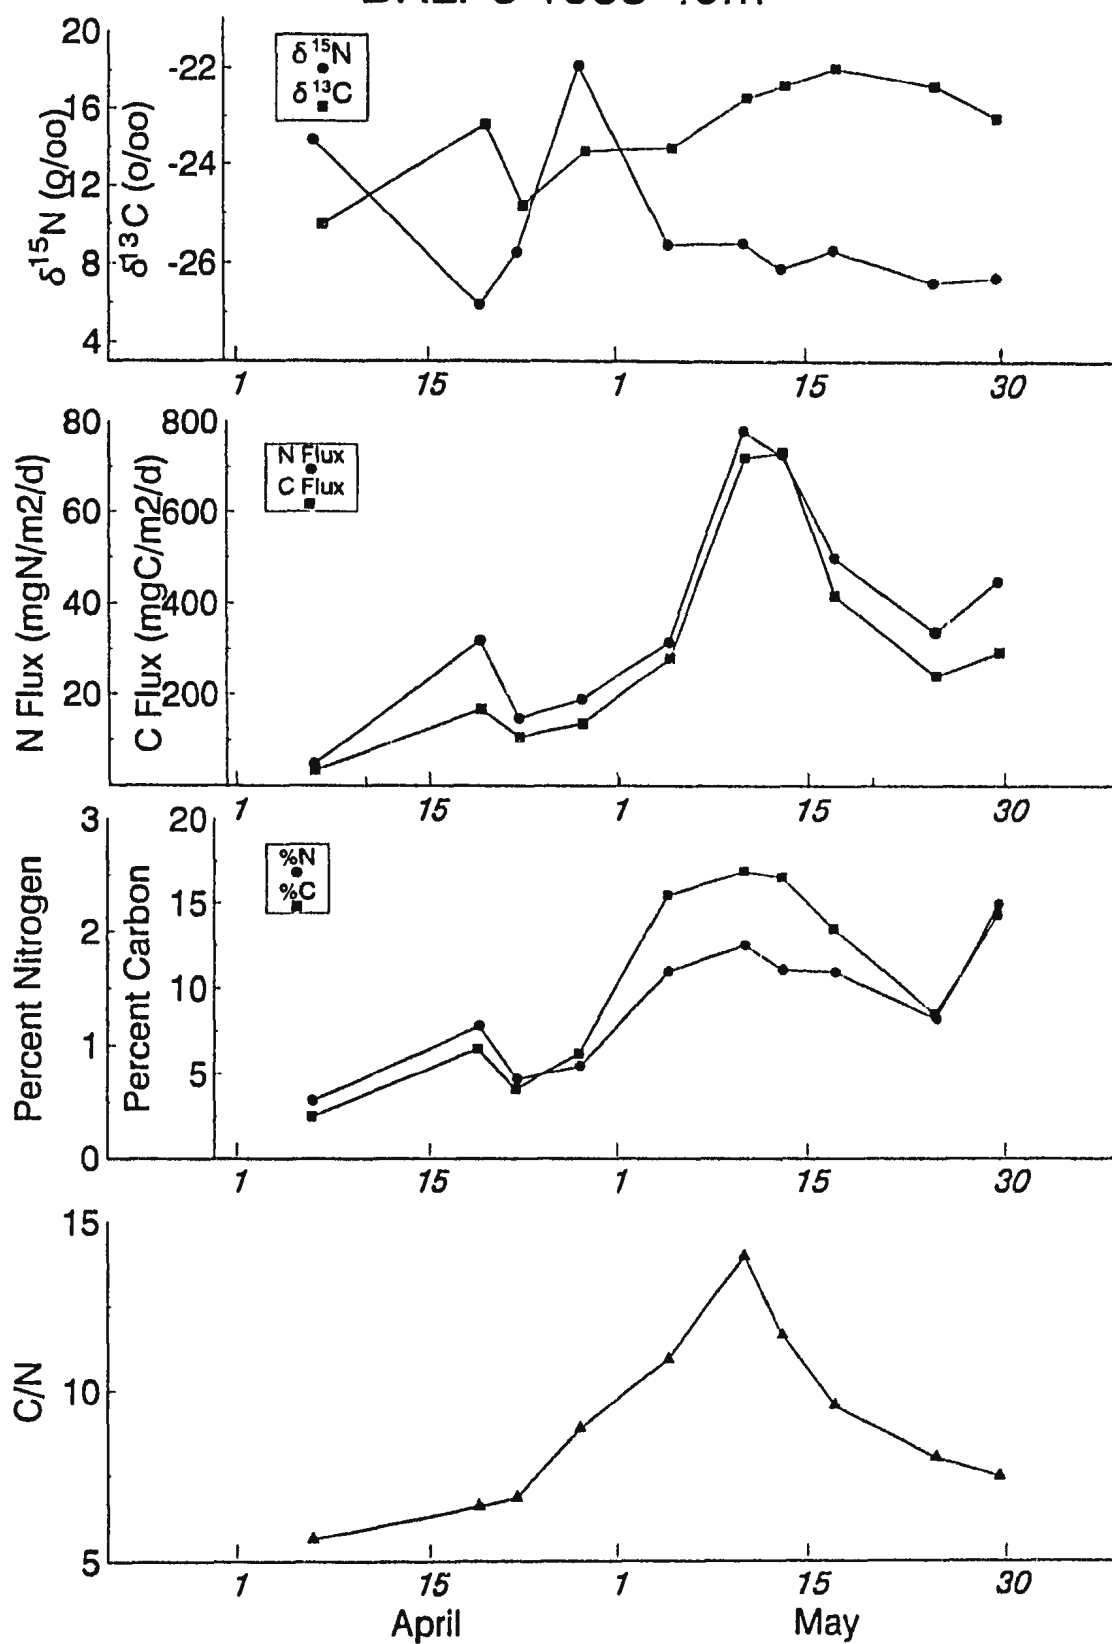 20
16
12
8
4
δ15N (o/oo)
-22
-24
-26
δ13C (o/oo)
δ 15N
δ 13C
1 15 1 15 30
80
60
40
20
N Flux (mgN/m2/d)
800
600
400
200
C Flux (mgC/m2/d)
N Flux
C Flux
1 15 1 15 30
3
2
1
0
Percent Nitrogen
20
15
10
5
Percent Carbon
%N
%C
1 15 1 15 30
15
10
5
C/N
1 15 1 15 30
April May